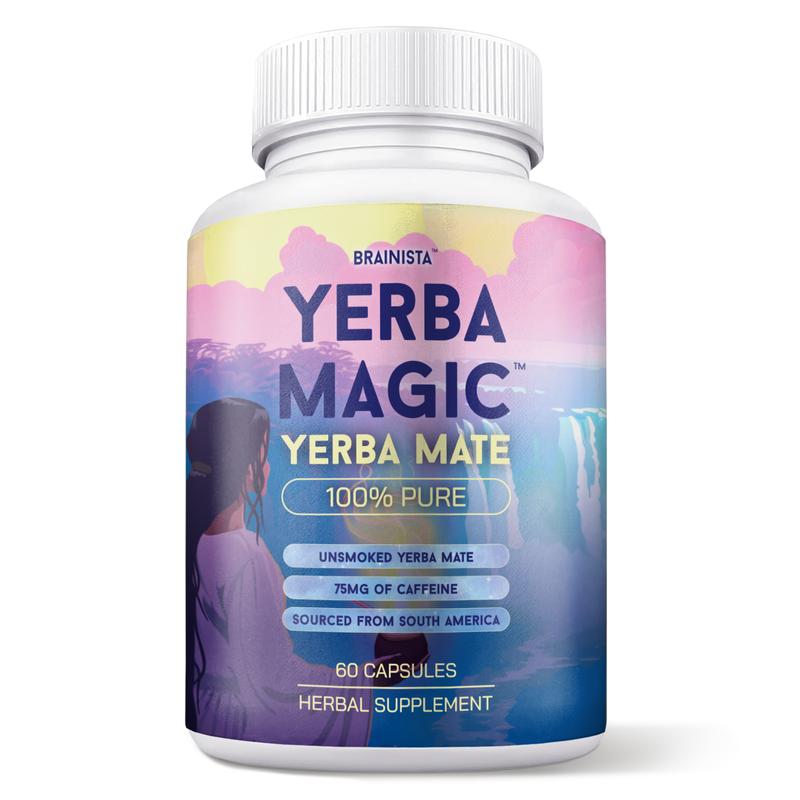 BRAINISTA™
YERBA
MAGIC™
YERBA MATE
100% PURE
UNSMOKED YERBA MATE
75MG OF CAFFEINE
SOURCED FROM SOUTH AMERICA
60 CAPSULES
HERBAL SUPPLEMENT